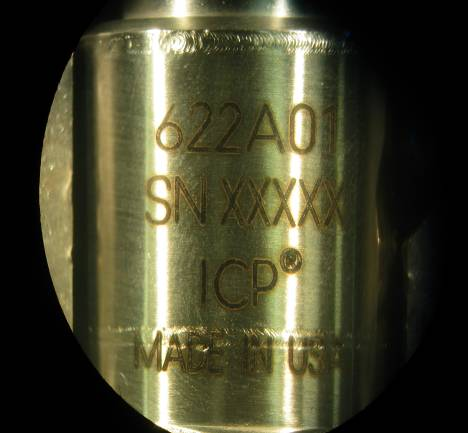 622A01
SN XXXXX
ICP®
MADE IN USA